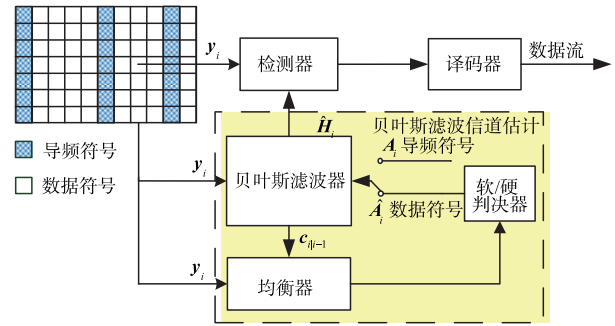 y_i
检测器
译码器
数据流
导频符号
数据符号
Ĥ_i
贝叶斯滤波信道估计
A_i 导频符号
y_i
贝叶斯滤波器
Â_i 数据符号
软/硬
判决器
c_{i|i−1}
y_i
均衡器